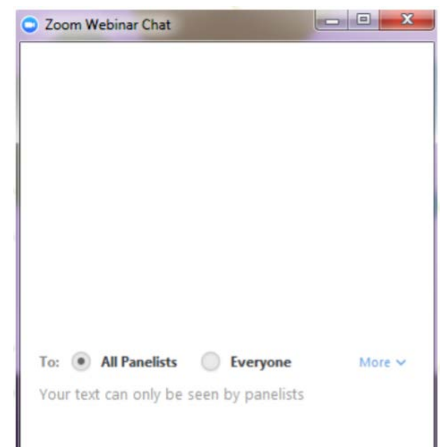 Zoom Webinar Chat
To: All Panelists Everyone More
Your text can only be seen by panelists